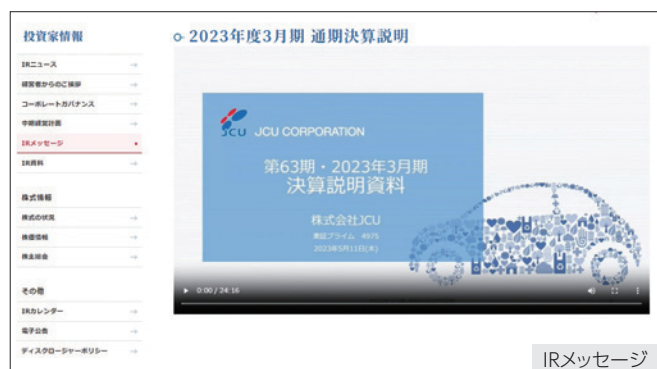 投資家情報
IRニュース
経営者からのご挨拶
コーポレートガバナンス
中期経営計画
IRメッセージ
IR資料
株式情報
株式の状況
株価情報
株主総会
その他
IRカレンダー
電子公告
ディスクロージャーポリシー
2023年度3月期 通期決算説明
JCU JCU CORPORATION
第63期・2023年3月期
決算説明資料
株式会社JCU
東証プライム 4975
2023年5月11日(木)
0:00 / 24:16
IRメッセージ